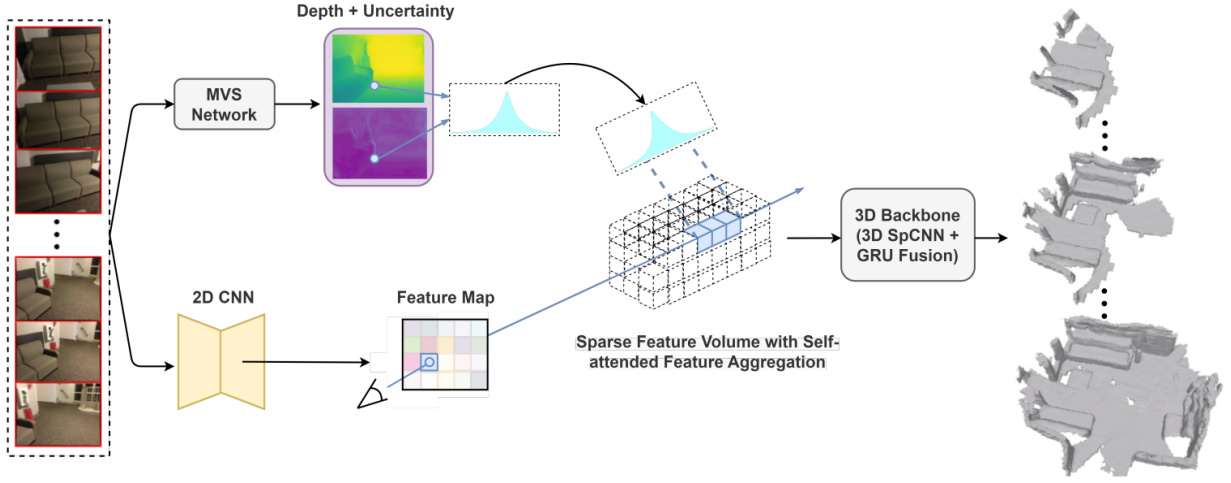 Depth + Uncertainty
MVS
Network
2D CNN
Feature Map
Sparse Feature Volume with Self-
attended Feature Aggregation
3D Backbone
(3D SpCNN +
GRU Fusion)